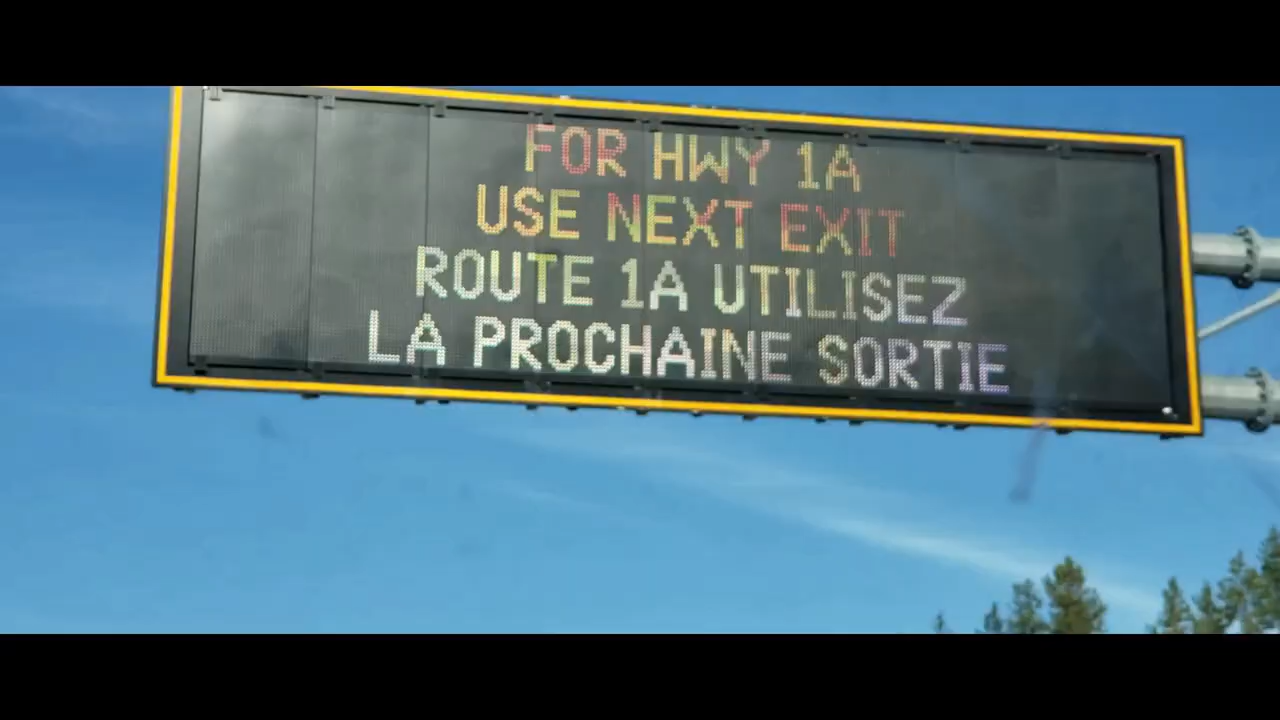 FOR HWY 1A
USE NEXT EXIT
ROUTE 1A UTILISEZ
LA PROCHAINE SORTIE